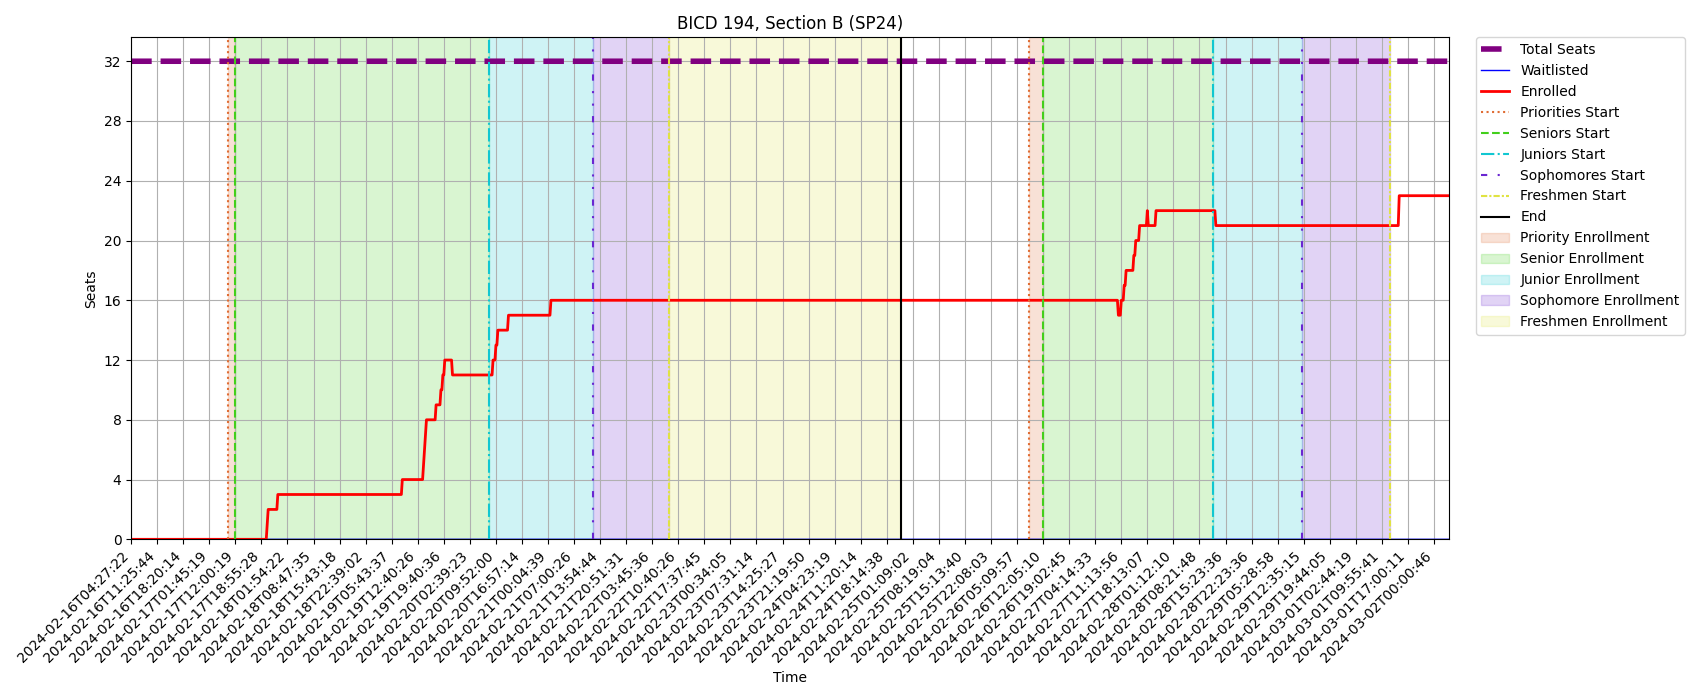 BICD 194, Section B (SP24)
Seats
32
28
24
20
16
12
8
4
0
2024-02-16T04:27:22
2024-02-16T11:25:44
2024-02-16T18:20:14
2024-02-17T01:45:19
2024-02-17T12:00:19
2024-02-17T18:55:28
2024-02-18T01:54:22
2024-02-18T08:47:35
2024-02-18T15:43:18
2024-02-18T22:39:02
2024-02-19T05:43:37
2024-02-19T12:40:26
2024-02-19T19:40:36
2024-02-20T02:39:23
2024-02-20T09:52:00
2024-02-20T16:57:14
2024-02-21T00:04:39
2024-02-21T07:00:26
2024-02-21T13:54:44
2024-02-21T20:51:31
2024-02-22T03:45:36
2024-02-22T10:40:26
2024-02-22T17:37:45
2024-02-23T00:34:05
2024-02-23T07:31:14
2024-02-23T14:25:27
2024-02-23T21:19:50
2024-02-24T04:23:19
2024-02-24T11:20:14
2024-02-24T18:14:38
2024-02-25T01:09:02
2024-02-25T08:19:04
2024-02-25T15:13:40
2024-02-25T22:08:03
2024-02-26T05:09:57
2024-02-26T12:05:10
2024-02-26T19:02:45
2024-02-27T04:14:33
2024-02-27T11:13:56
2024-02-27T18:13:07
2024-02-28T01:12:10
2024-02-28T08:21:48
2024-02-28T15:23:36
2024-02-28T22:23:36
2024-02-29T05:28:58
2024-02-29T12:35:15
2024-02-29T19:44:05
2024-03-01T02:44:19
2024-03-01T09:55:41
2024-03-01T17:00:11
2024-03-02T00:00:46
Time
Total Seats
Waitlisted
Enrolled
Priorities Start
Seniors Start
Juniors Start
Sophomores Start
Freshmen Start
End
Priority Enrollment
Senior Enrollment
Junior Enrollment
Sophomore Enrollment
Freshmen Enrollment